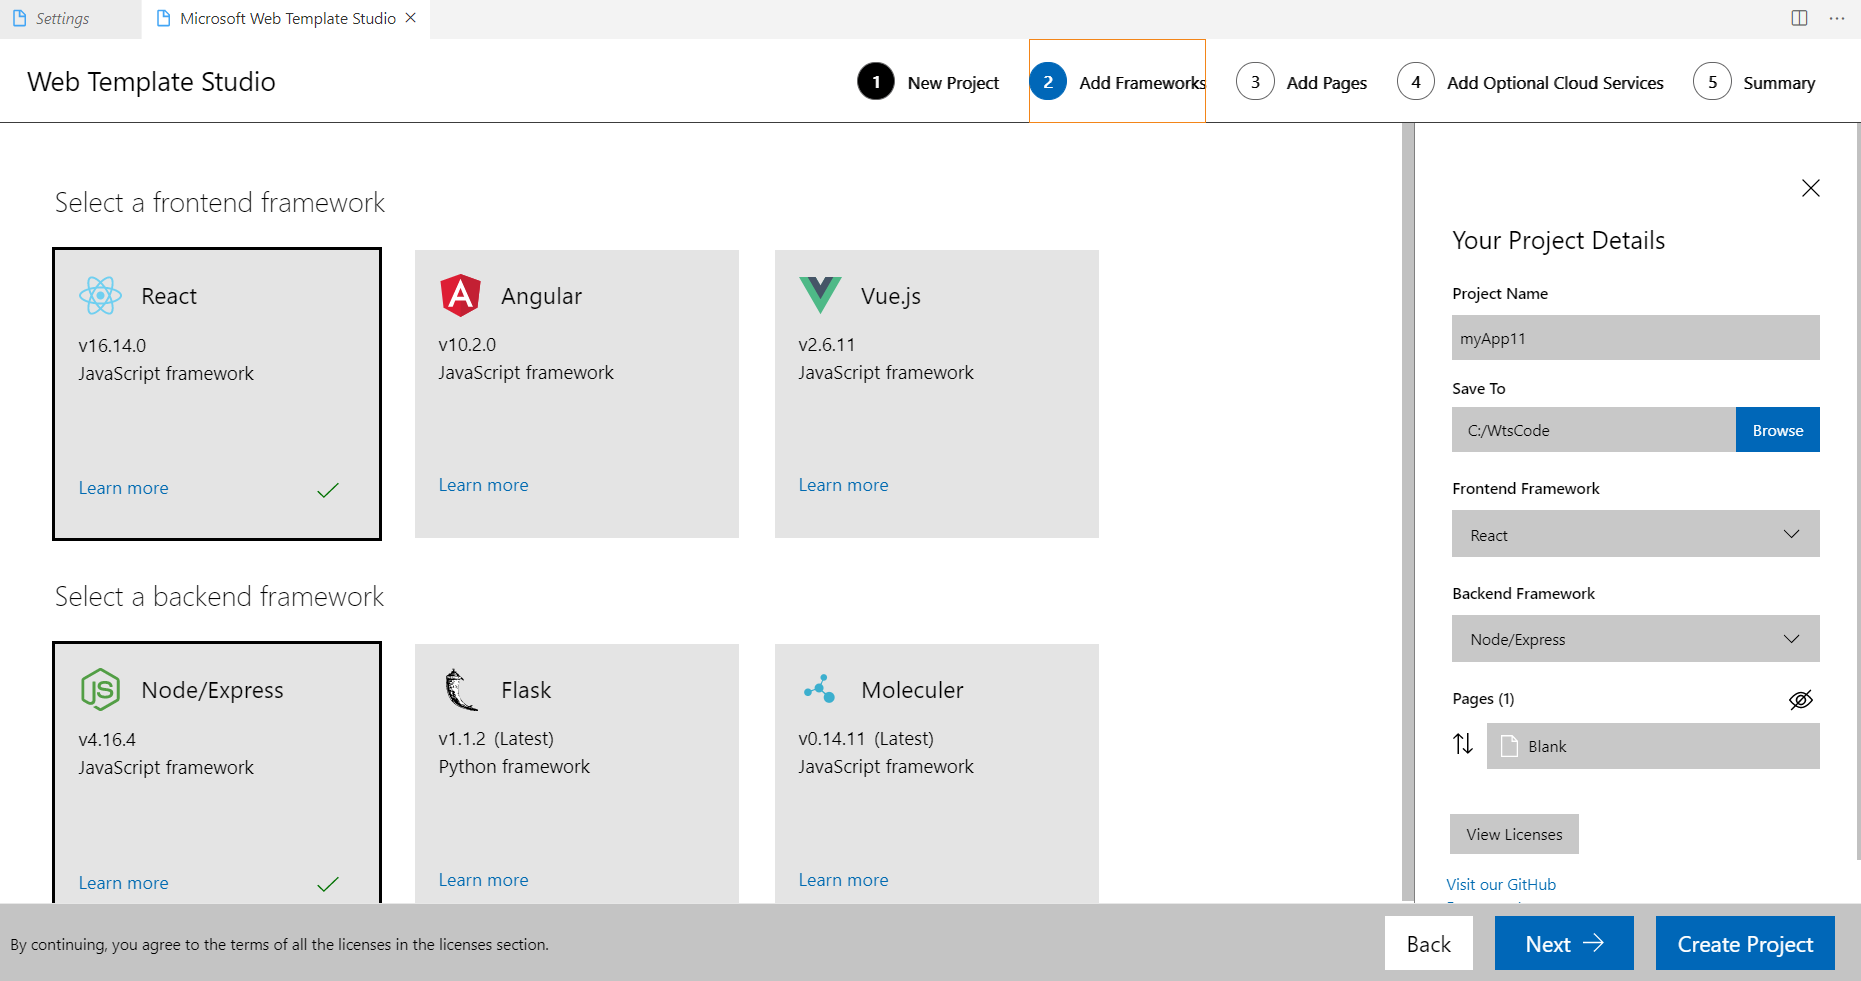 Settings
Microsoft Web Template Studio
Web Template Studio
1 New Project
2 Add Frameworks
3 Add Pages
4 Add Optional Cloud Services
5 Summary
Select a frontend framework
React
v16.14.0
JavaScript framework
Learn more
Angular
v10.2.0
JavaScript framework
Learn more
Vue.js
v2.6.11
JavaScript framework
Learn more
Select a backend framework
JS
Node/Express
v4.16.4
JavaScript framework
Learn more
Flask
v1.1.2 (Latest)
Python framework
Learn more
Moleculer
v0.14.11 (Latest)
JavaScript framework
Learn more
Your Project Details
Project Name
myApp11
Save To
C:/WtsCode
Browse
Frontend Framework
React
Backend Framework
Node/Express
Pages (1)
Blank
View Licenses
Visit our GitHub
By continuing, you agree to the terms of all the licenses in the licenses section.
Back
Next
Create Project